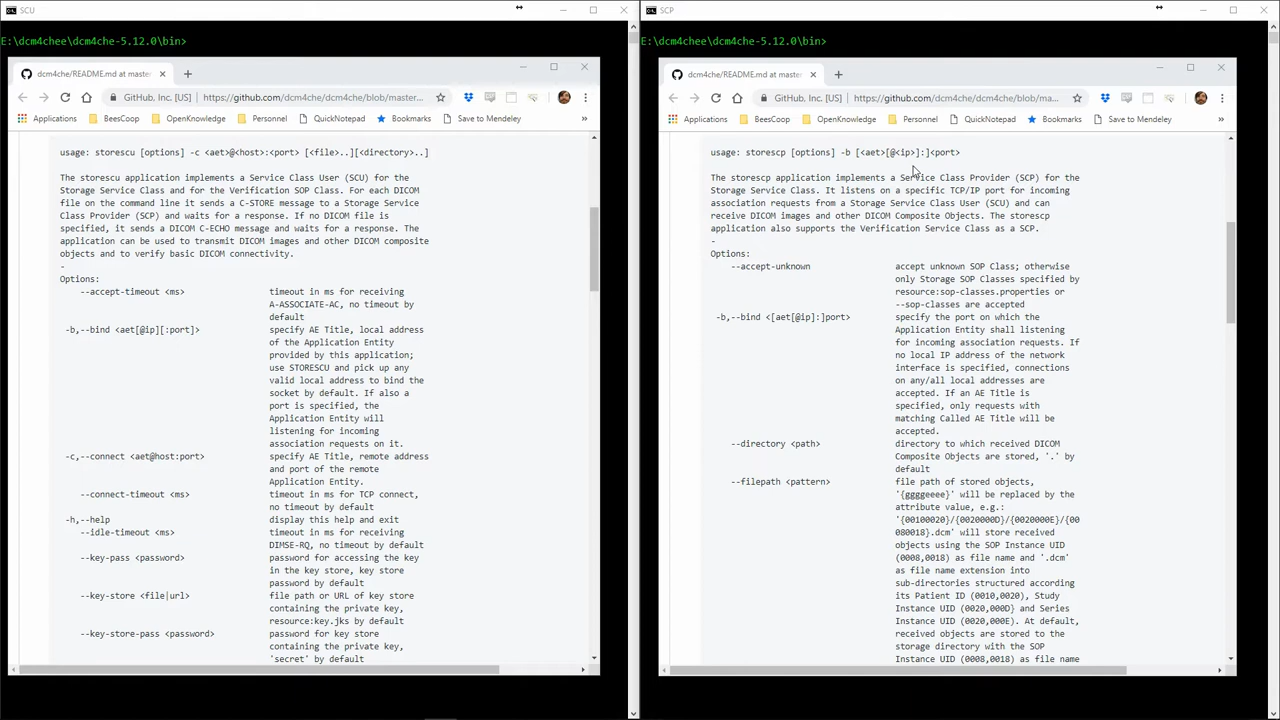 SCU
E:\dcm4chee\dcm4che-5.12.0\bin>
dcm4che/README.md at master
GitHub, Inc. [US]
https://github.com/dcm4che/dcm4che/blob/master...
Applications
BeesCoop
OpenKnowledge
Personnel
QuickNotepad
Bookmarks
Save to Mendeley
»
usage: storescu [options] -c <aet>@<host>:<port> [<file>..][<directory>..]
The storescu application implements a Service Class User (SCU) for the
Storage Service Class and for the Verification SOP Class. For each DICOM
file on the command line it sends a C-STORE message to a Storage
Service Class Provider (SCP) and waits for a response. If no DICOM file is
specified, it sends a DICOM C-ECHO message and waits for a response. The
application can be used to transmit DICOM images and other DICOM composite
objects and to verify basic DICOM connectivity.
-
Options:
--accept-timeout <ms> timeout in ms for receiving
A-ASSOCIATE-AC, no timeout by
default
-b,--bind <aet[@ip][:port]> specify AE Title, local address
of the Application Entity
provided by this application;
use STORESCU and pick up any
valid local address to bind the
socket by default. If also a
port is specified, the
Application Entity will
listening for incoming
association requests on it.
-c,--connect <aet@host:port> specify AE Title, remote address
and port of the remote
Application Entity.
--connect-timeout <ms> timeout in ms for TCP connect,
no timeout by default
-h,--help display this help and exit
--idle-timeout <ms> timeout in ms for receiving
DIMSE-RQ, no timeout by default
--key-pass <password> password for accessing the key
in the key store, key store
password by default
--key-store <file|url> file path or URL of key store
containing the private key,
resource:key.jks by default
--key-store-pass <password> password for key store
containing the private key,
'secret' by default
SCP
E:\dcm4chee\dcm4che-5.12.0\bin>
dcm4che/README.md at master
GitHub, Inc. [US]
https://github.com/dcm4che/dcm4che/blob/ma...
Applications
BeesCoop
OpenKnowledge
Personnel
QuickNotepad
Bookmarks
Save to Mendeley
»
usage: storescp [options] -b [<aet>[@<ip>]:]<port>
The storescp application implements a Service Class Provider (SCP) for the
Storage Service Class. It listens on a specific TCP/IP port for incoming
association requests from a Storage Service Class User (SCU) and can
receive DICOM images and other DICOM Composite Objects. The storescp
application also supports the Verification Service Class as a SCP.
-
Options:
--accept-unknown accept unknown SOP Class; otherwise
only Storage SOP Classes specified by
resource:sop-classes.properties or
--sop-classes are accepted
-b,--bind <[aet[@ip]:]port> specify the port on which the
Application Entity shall listening
for incoming association requests. If
no local IP address of the network
interface is specified, connections
on any/all local addresses are
accepted. If an AE Title is
specified, only requests with
matching Called AE Title will be
accepted.
--directory <path> directory to which received DICOM
Composite Objects are stored, '.' by
default
--filepath <pattern> file path of stored objects,
'{ggggeeee}' will be replaced by the
attribute value, e.g.:
'{00100020}/{0020000D}/{0020000E}/{00
080018}.dcm' will store received
objects using the SOP Instance UID
(0008,0018) as file name and '.dcm'
as file name extension into
sub-directories structured according
its Patient ID (0010,0020), Study
Instance UID (0020,000D} and Series
Instance UID (0020,000E). At default,
received objects are stored to the
storage directory with the SOP
Instance UID (0008,0018) as file name